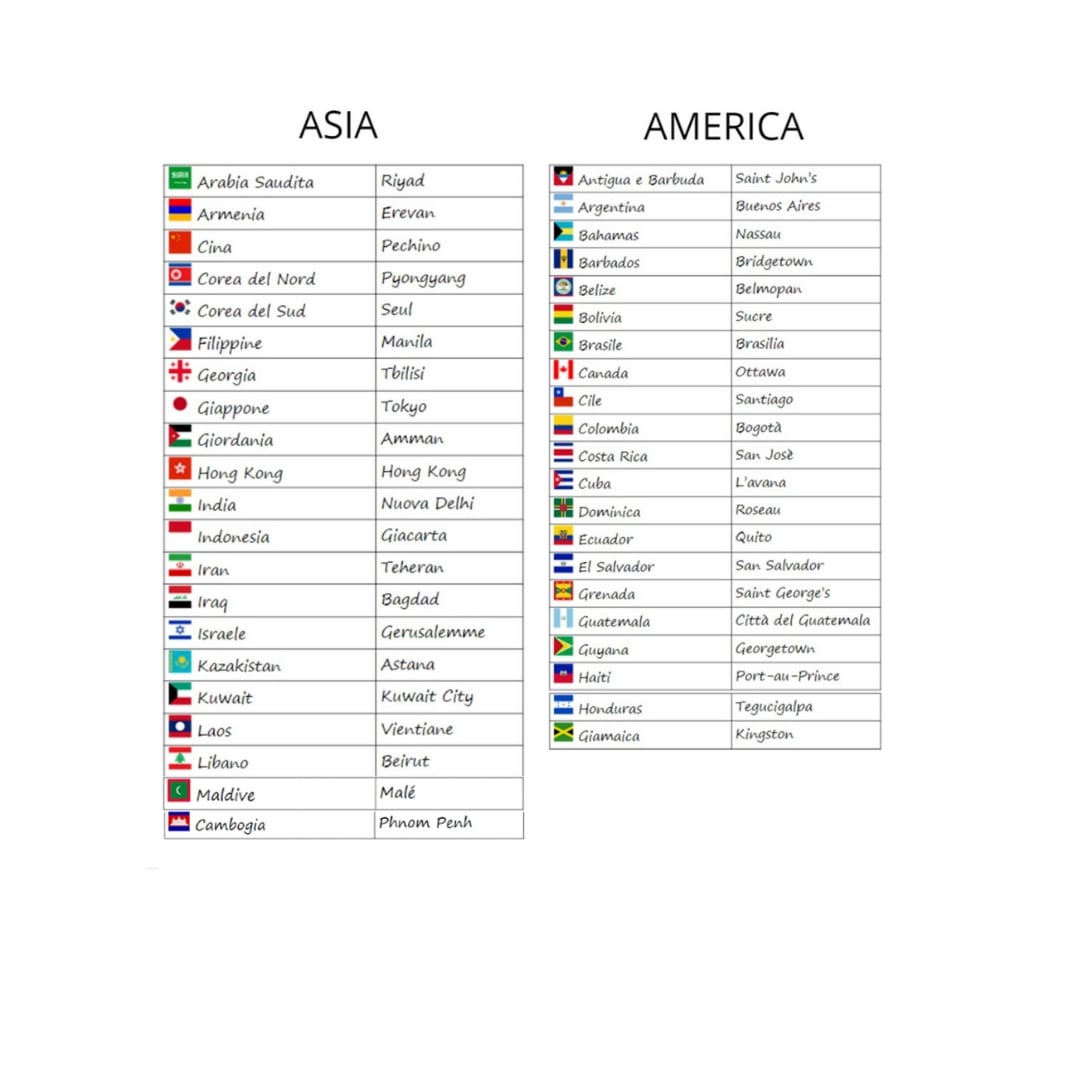 ASIA
Arabia Saudita Riyad
Armenia Erevan
Cina Pechino
Corea del Nord Pyongyang
Corea del Sud Seul
Filippine Manila
Georgia Tbilisi
Giappone Tokyo
Giordania Amman
Hong Kong Hong Kong
India Nuova Delhi
Indonesia Giacarta
Iran Teheran
Iraq Bagdad
Israele Gerusalemme
Kazakistan Astana
Kuwait Kuwait City
Laos Vientiane
Libano Beirut
Maldive Malé
Cambogia Phnom Penh
AMERICA
Antigua e Barbuda Saint John's
Argentina Buenos Aires
Bahamas Nassau
Barbados Bridgetown
Belize Belmopan
Bolivia Sucre
Brasile Brasilia
Canada Ottawa
Cile Santiago
Colombia Bogotà
Costa Rica San Josè
Cuba L'avana
Dominica Roseau
Ecuador Quito
El Salvador San Salvador
Grenada Saint George's
Guatemala Città del Guatemala
Guyana Georgetown
Haiti Port-au-Prince
Honduras Tegucigalpa
Giamaica Kingston